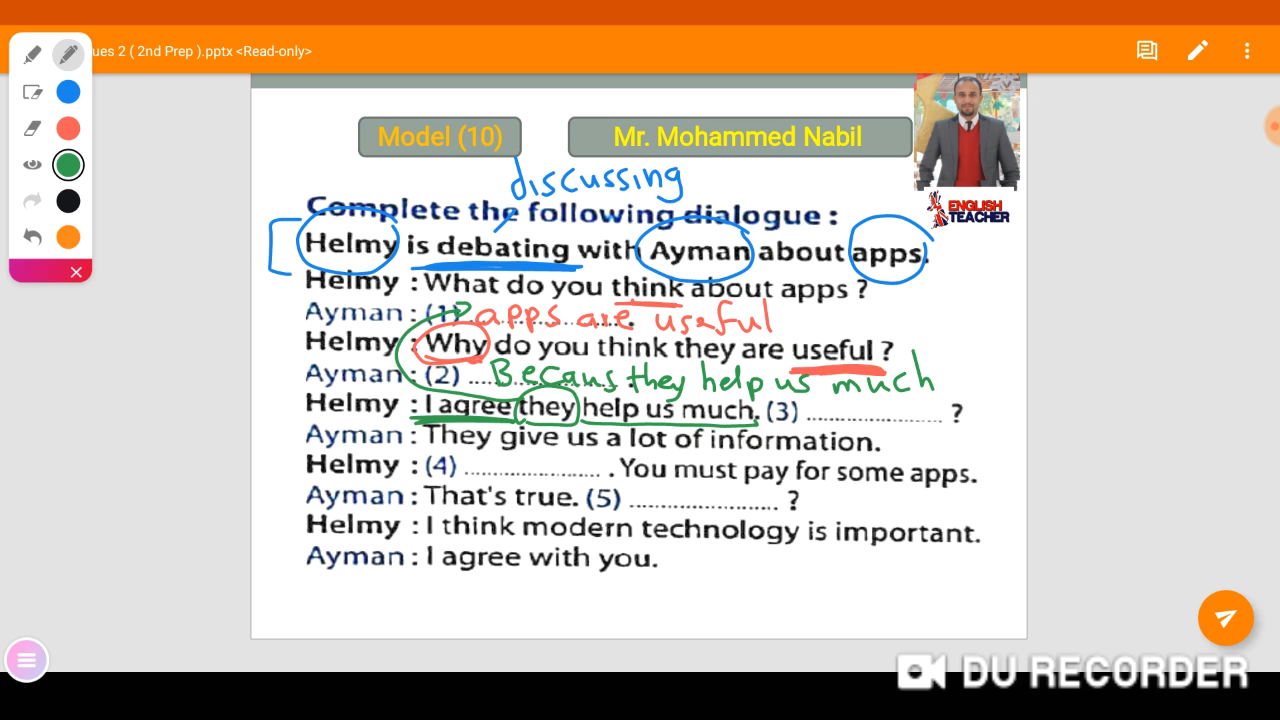 ues 2 ( 2nd Prep ).pptx <Read-only>
Model (10)
Mr. Mohammed Nabil
discussing
ENGLISH
TEACHER
Complete the following dialogue :
Helmy is debating with Ayman about apps.
Helmy : What do you think about apps ?
Ayman : (1) .................... .
apps are useful
Helmy : Why do you think they are useful ?
Ayman : (2) .................... .
Becaus they help us much
Helmy : I agree they help us much. (3) .................... ?
Ayman : They give us a lot of information.
Helmy : (4) .................... . You must pay for some apps.
Ayman : That's true. (5) .................... ?
Helmy : I think modern technology is important.
Ayman : I agree with you.
DU RECORDER